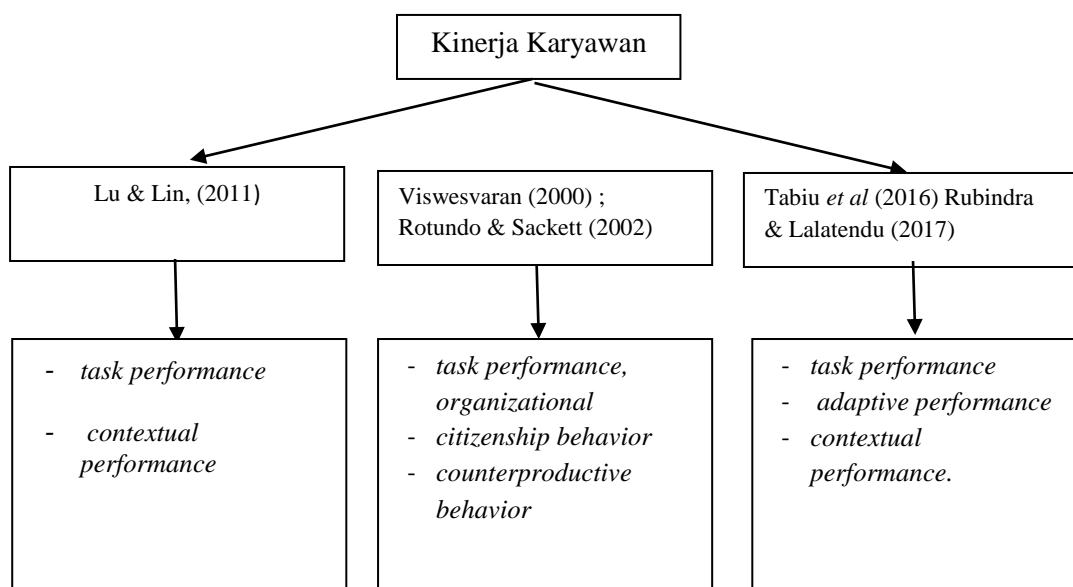 Kinerja Karyawan
Lu & Lin, (2011)
Viswesvaran (2000) ;
Rotundo & Sackett (2002)
Tabiu et al (2016) Rubindra
& Lalatendu (2017)
- task performance
- contextual
performance
- task performance,
organizational
- citizenship behavior
- counterproductive
behavior
- task performance
- adaptive performance
- contextual
performance.